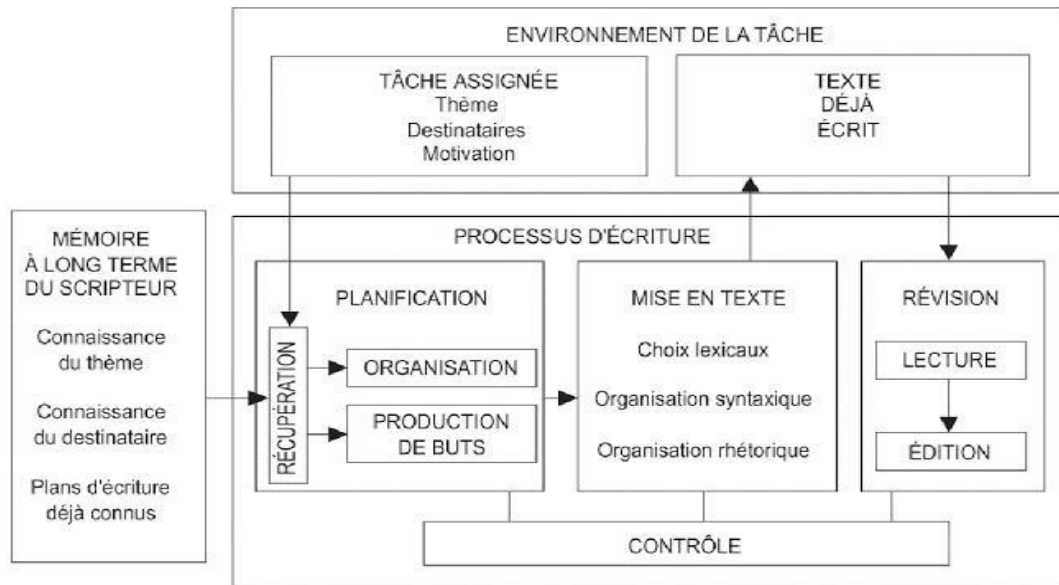 ENVIRONNEMENT DE LA TÂCHE
TÂCHE ASSIGNÉE
Thème
Destinataires
Motivation
TEXTE
DÉJÀ
ÉCRIT
MÉMOIRE
À LONG TERME
DU SCRIPTEUR
Connaissance
du thème
Connaissance
du destinataire
Plans d'écriture
déjà connus
PROCESSUS D'ÉCRITURE
PLANIFICATION
RÉCUPÉRATION
ORGANISATION
PRODUCTION
DE BUTS
MISE EN TEXTE
Choix lexicaux
Organisation syntaxique
Organisation rhétorique
RÉVISION
LECTURE
ÉDITION
CONTRÔLE